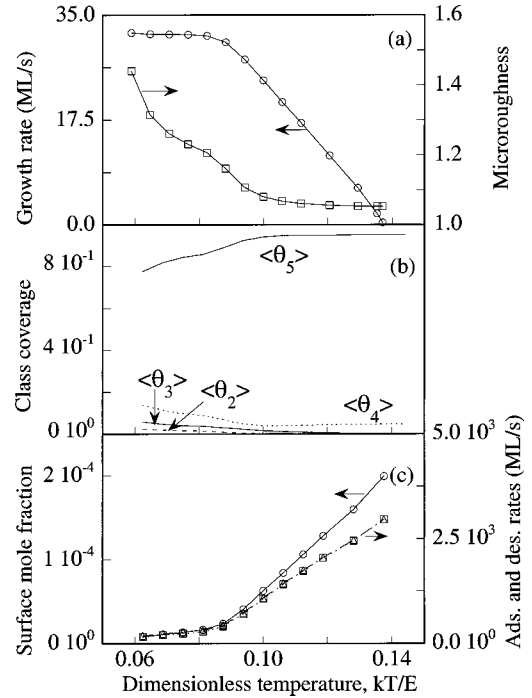 35.0
17.5
0.0
Growth rate (ML/s)
(a)
1.6
1.4
1.2
1.0
Microroughness
8 10⁻¹
4 10⁻¹
0 10⁰
Class coverage
(b)
<θ₅>
<θ₃>
<θ₂>
<θ₄>
2 10⁻⁴
1 10⁻⁴
0 10⁰
Surface mole fraction
(c)
5.0 10³
2.5 10³
0.0 10⁰
Ads. and des. rates (ML/s)
0.06
0.10
0.14
Dimensionless temperature, kT/E